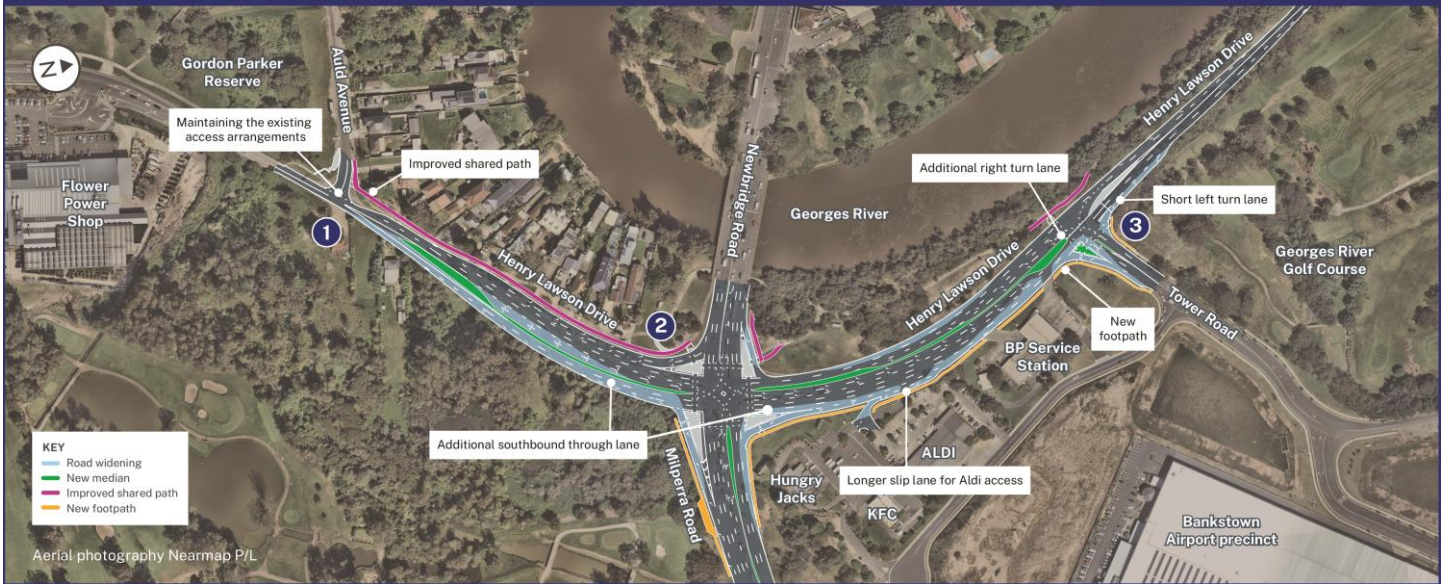 N
Gordon Parker
Reserve
Auld Avenue
Maintaining the existing
access arrangements
Improved shared path
Flower
Power
Shop
1
Henry Lawson Drive
2
Newbridge Road
Georges River
Henry Lawson Drive
Additional right turn lane
Short left turn lane
3
Georges River
Golf Course
Henry Lawson Drive
Tower Road
New
footpath
BP Service
Station
Additional southbound through lane
Milperra Road
Hungry
Jacks
KFC
ALDI
Longer slip lane for Aldi access
Bankstown
Airport precinct
KEY
Road widening
New median
Improved shared path
New footpath
Aerial photography Nearmap P/L